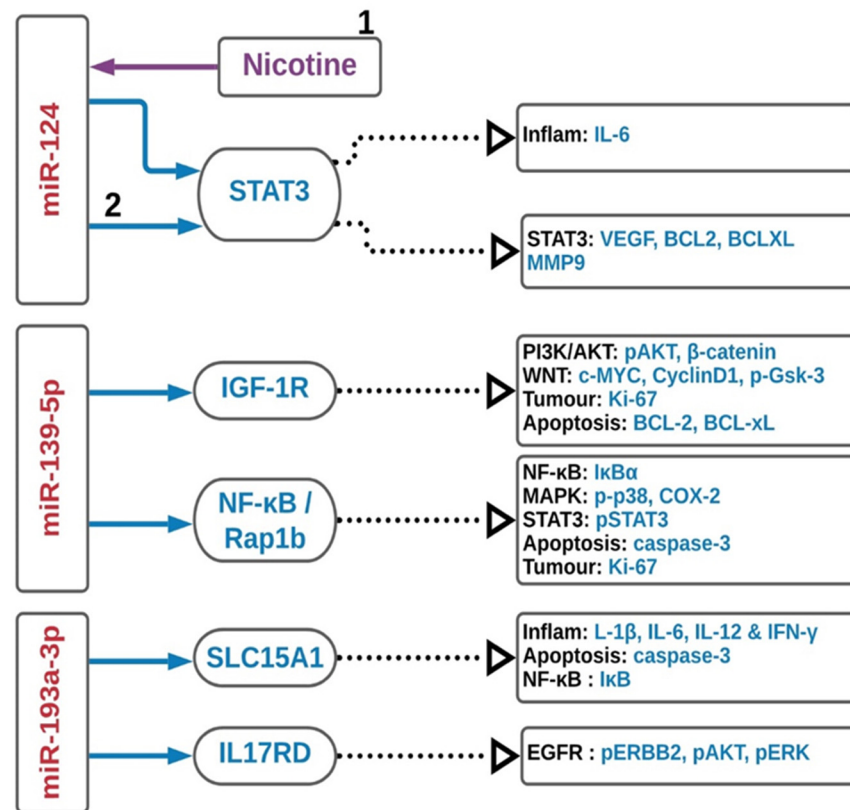 1
Nicotine
miR-124
2
STAT3
Inflam: IL-6
STAT3: VEGF, BCL2, BCLXL
MMP9
miR-139-5p
IGF-1R
PI3K/AKT: pAKT, β-catenin
WNT: c-MYC, CyclinD1, p-Gsk-3
Tumour: Ki-67
Apoptosis: BCL-2, BCL-xL
NF-κB /
Rap1b
NF-κB: IκBα
MAPK: p-p38, COX-2
STAT3: pSTAT3
Apoptosis: caspase-3
Tumour: Ki-67
miR-193a-3p
SLC15A1
Inflam: L-1β, IL-6, IL-12 & IFN-γ
Apoptosis: caspase-3
NF-κB : IκB
IL17RD
EGFR : pERBB2, pAKT, pERK